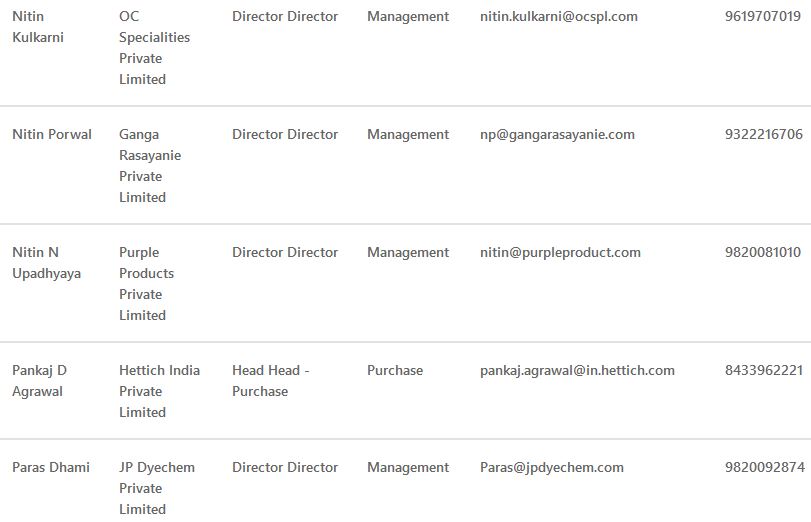 Nitin OC Director Director Management nitin.kulkarni@ocspl.com 9619707019
Kulkarni Specialities
Private
Limited
Nitin Porwal Ganga Director Director Management np@gangarasayanie.com 9322216706
Rasayanie
Private
Limited
Nitin N Purple Director Director Management nitin@purpleproduct.com 9820081010
Upadhyaya Products
Private
Limited
Pankaj D Hettich India Head Head - Purchase pankaj.agrawal@in.hettich.com 8433962221
Agrawal Private Purchase
Limited
Paras Dhami JP Dyechem Director Director Management Paras@jpdyechem.com 9820092874
Private
Limited